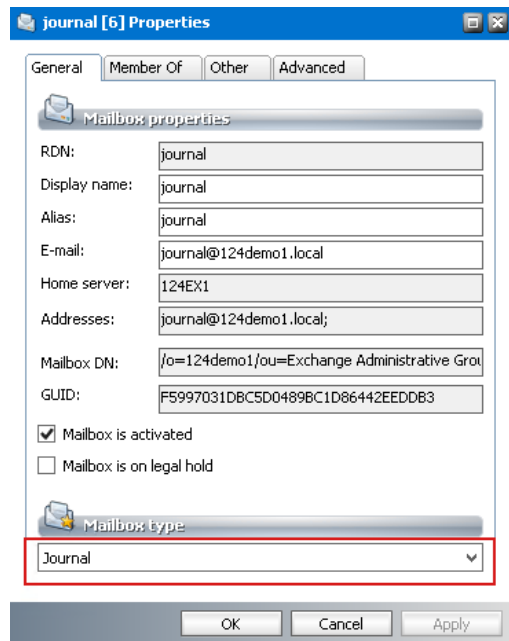 journal [6] Properties
General Member Of Other Advanced
Mailbox properties
RDN: journal
Display name: journal
Alias: journal
E-mail: journal@124demo1.local
Home server: 124EX1
Addresses: journal@124demo1.local;
Mailbox DN: /o=124demo1/ou=Exchange Administrative Grou
GUID: F5997031DBC5D0489BC1D86442EEDDB3
Mailbox is activated
Mailbox is on legal hold
Mailbox type
Journal
OK Cancel Apply